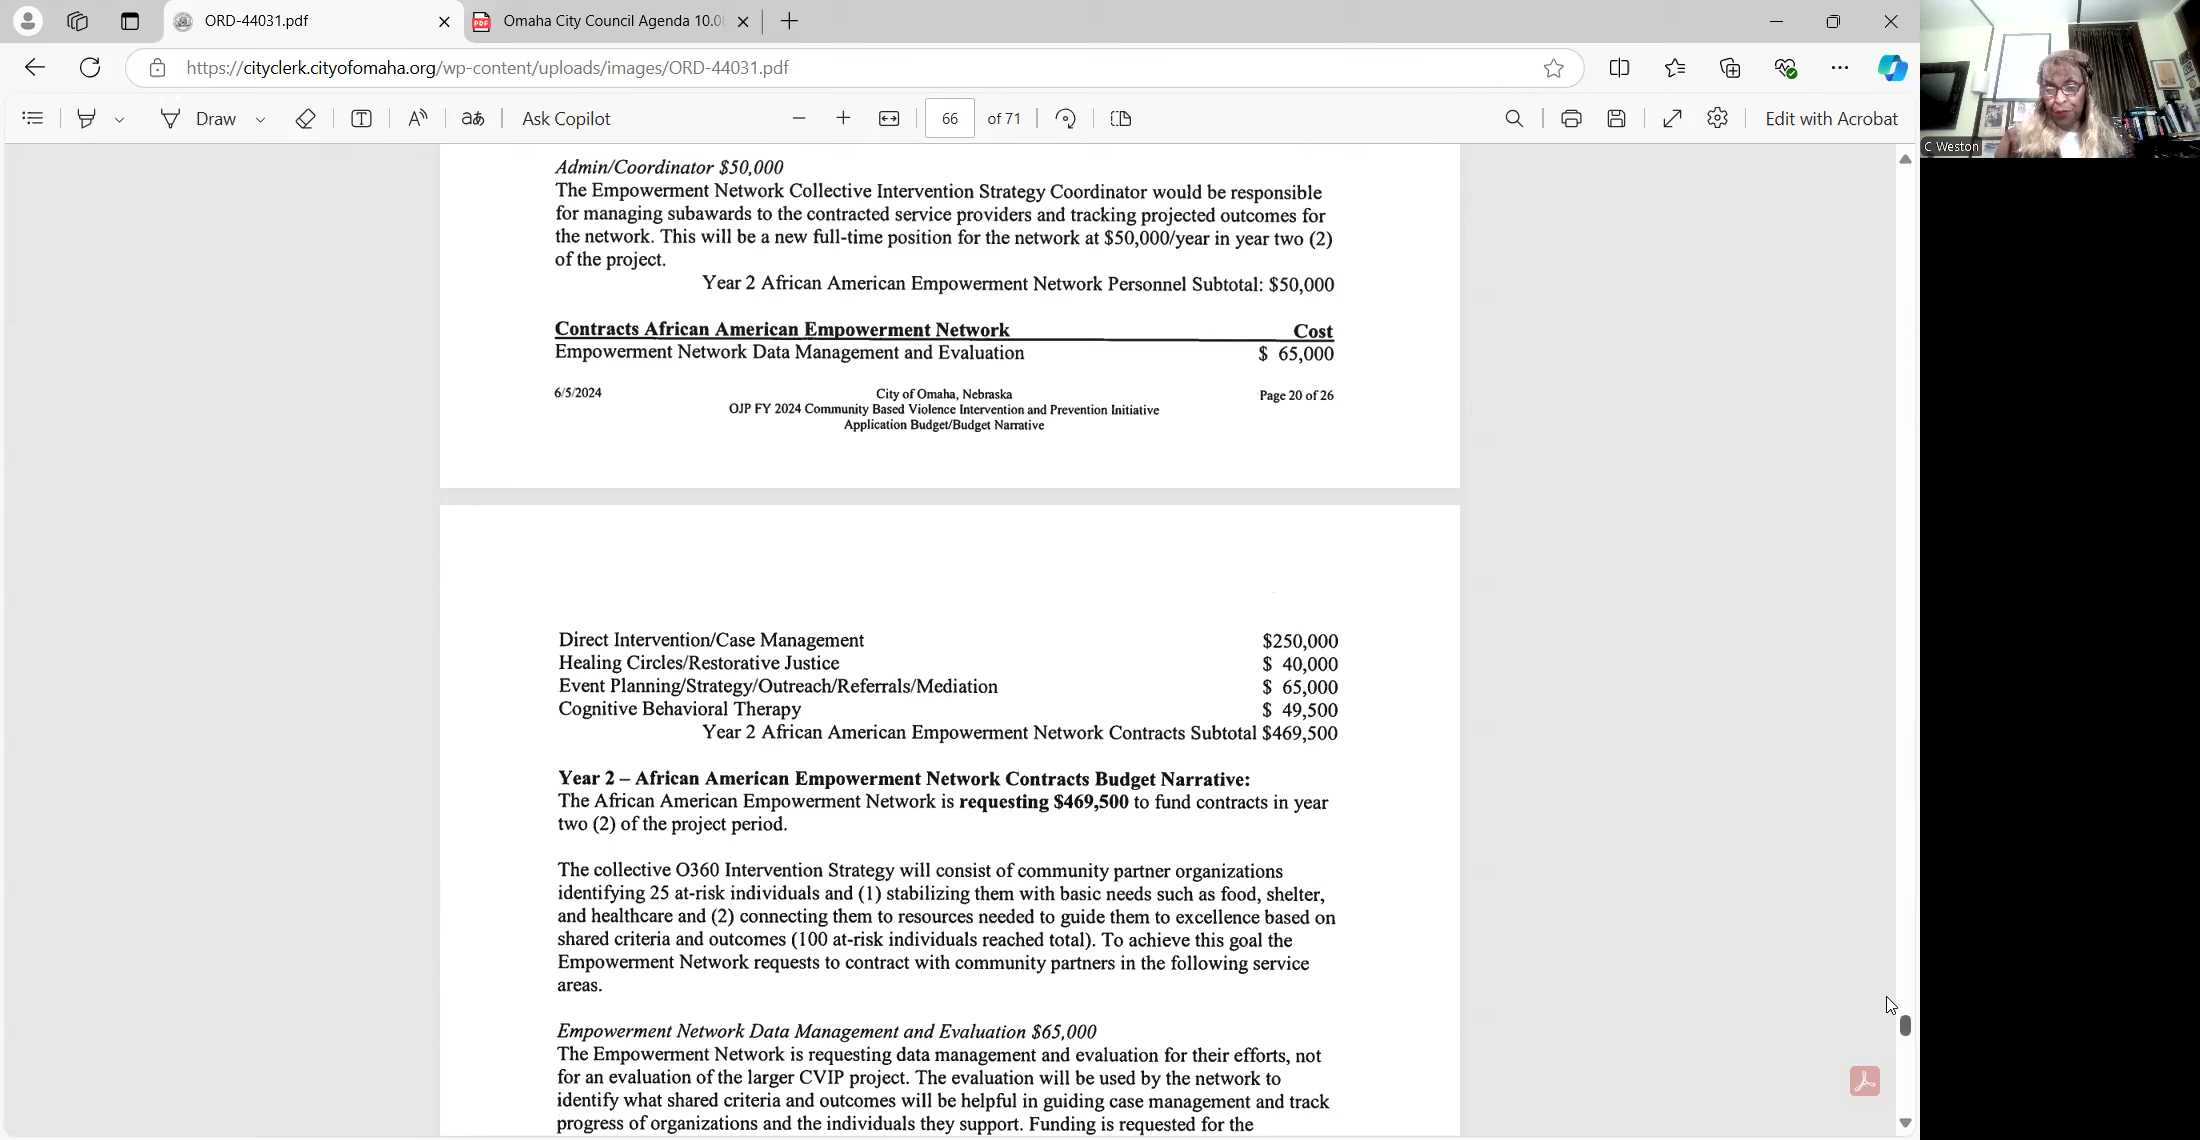 ORD-44031.pdf
Omaha City Council Agenda 10.08
https://cityclerk.cityofomaha.org/wp-content/uploads/images/ORD-44031.pdf
Draw
aあ
Ask Copilot
66 of 71
Edit with Acrobat
C Weston
Admin/Coordinator $50,000
The Empowerment Network Collective Intervention Strategy Coordinator would be responsible
for managing subawards to the contracted service providers and tracking projected outcomes for
the network. This will be a new full-time position for the network at $50,000/year in year two (2)
of the project.
Year 2 African American Empowerment Network Personnel Subtotal: $50,000
Contracts African American Empowerment Network Cost
Empowerment Network Data Management and Evaluation $ 65,000
6/5/2024 City of Omaha, Nebraska Page 20 of 26
OJP FY 2024 Community Based Violence Intervention and Prevention Initiative
Application Budget/Budget Narrative
Direct Intervention/Case Management $250,000
Healing Circles/Restorative Justice $ 40,000
Event Planning/Strategy/Outreach/Referrals/Mediation $ 65,000
Cognitive Behavioral Therapy $ 49,500
Year 2 African American Empowerment Network Contracts Subtotal $469,500
Year 2 – African American Empowerment Network Contracts Budget Narrative:
The African American Empowerment Network is requesting $469,500 to fund contracts in year
two (2) of the project period.
The collective O360 Intervention Strategy will consist of community partner organizations
identifying 25 at-risk individuals and (1) stabilizing them with basic needs such as food, shelter,
and healthcare and (2) connecting them to resources needed to guide them to excellence based on
shared criteria and outcomes (100 at-risk individuals reached total). To achieve this goal the
Empowerment Network requests to contract with community partners in the following service
areas.
Empowerment Network Data Management and Evaluation $65,000
The Empowerment Network is requesting data management and evaluation for their efforts, not
for an evaluation of the larger CVIP project. The evaluation will be used by the network to
identify what shared criteria and outcomes will be helpful in guiding case management and track
progress of organizations and the individuals they support. Funding is requested for the